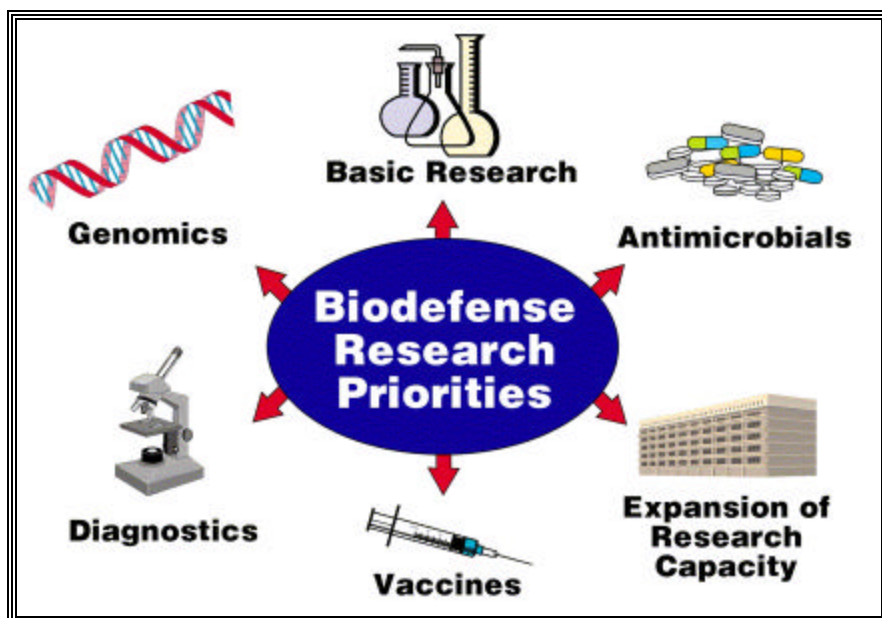 Basic Research
Genomics
Antimicrobials
Biodefense
Research
Priorities
Diagnostics
Vaccines
Expansion of
Research
Capacity